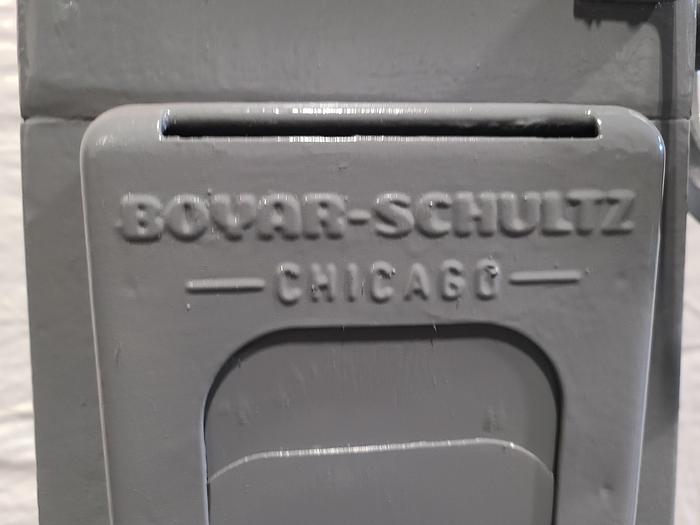 BOYAR-SCHULTZ
— CHICAGO —